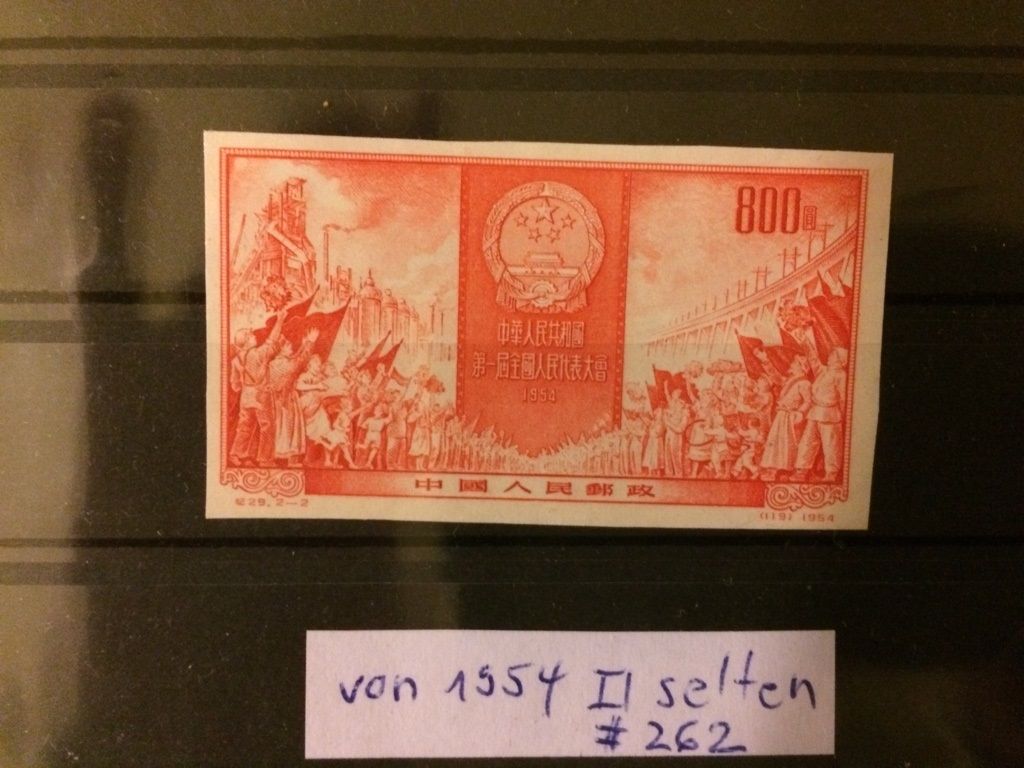 800圓
中華人民共和國
第一屆全國人民代表大會
1954
中國人民郵政
紀29. 2-2
(119) 1954
von 1954 II selten
# 262